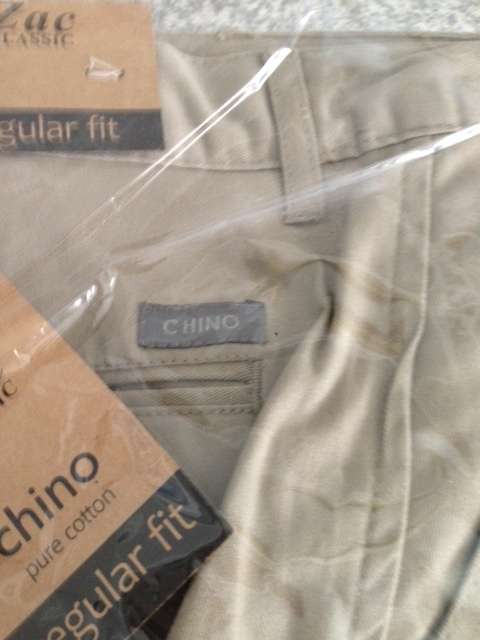 Zac
CLASSIC
gular fit
CHINO
chino
pure cotton
egular fit